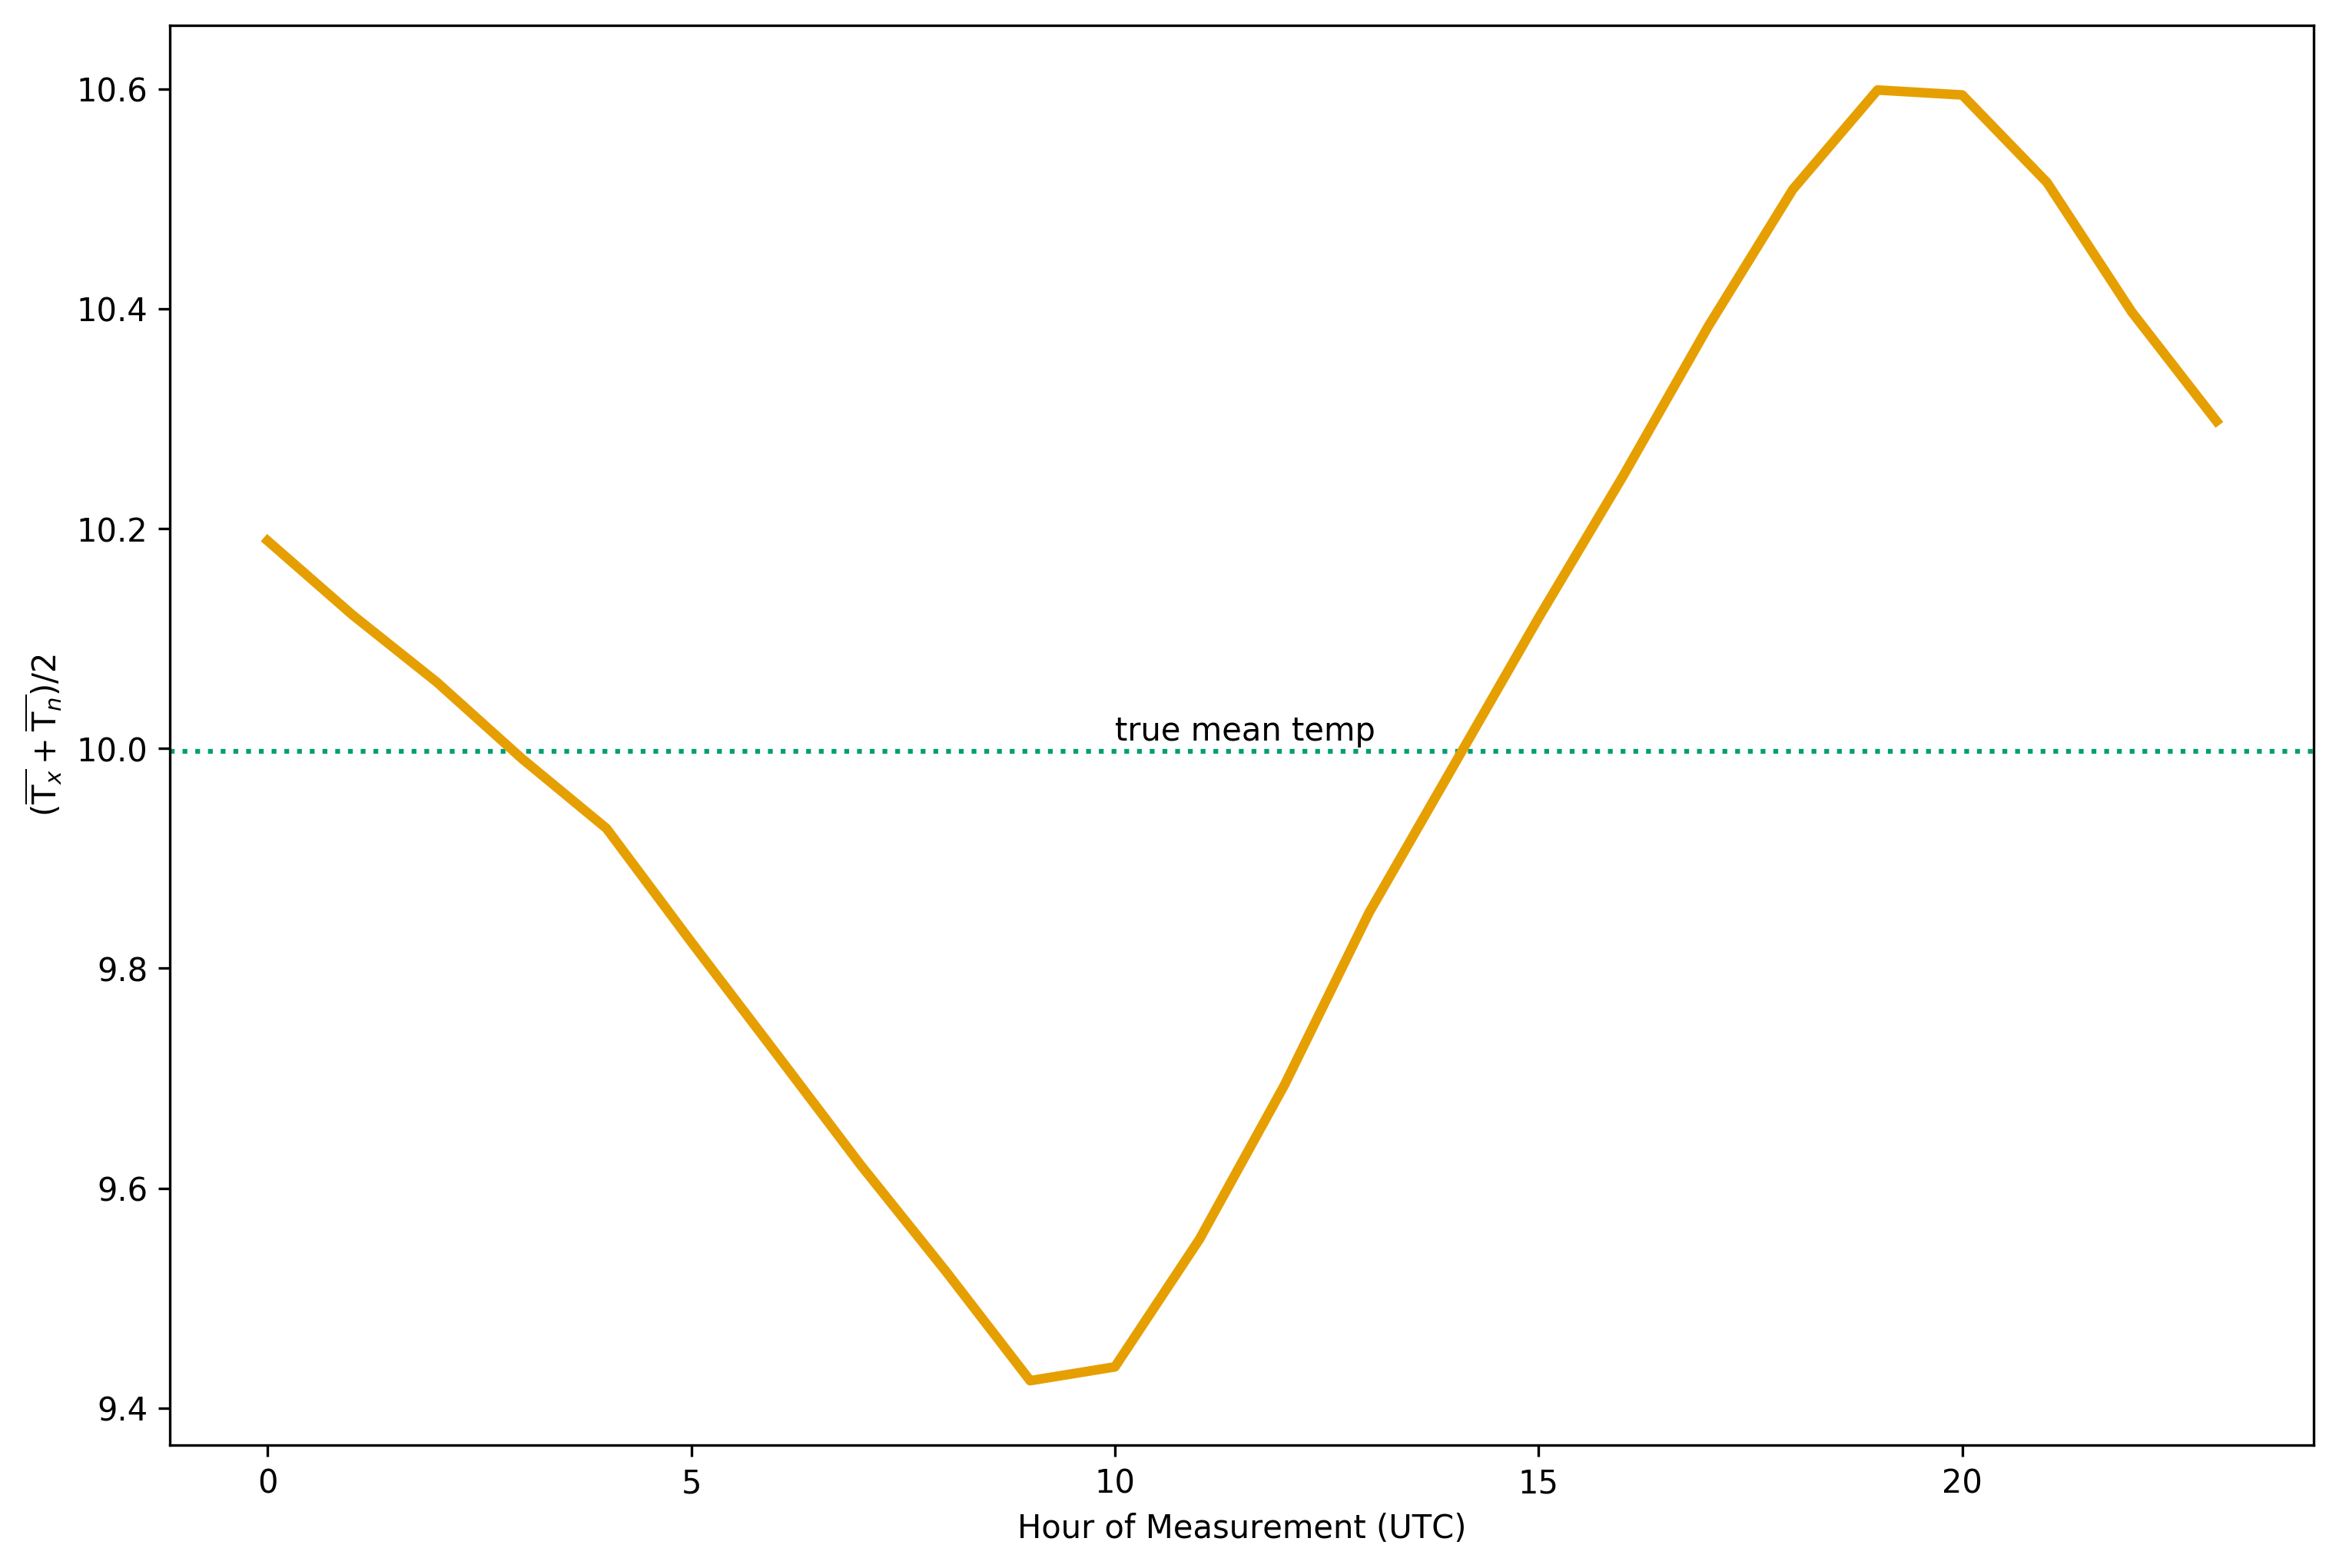 10.6
10.4
10.2
10.0
9.8
9.6
9.4
(T̅ₓ + T̅ₙ)/2
true mean temp
0 5 10 15 20
Hour of Measurement (UTC)